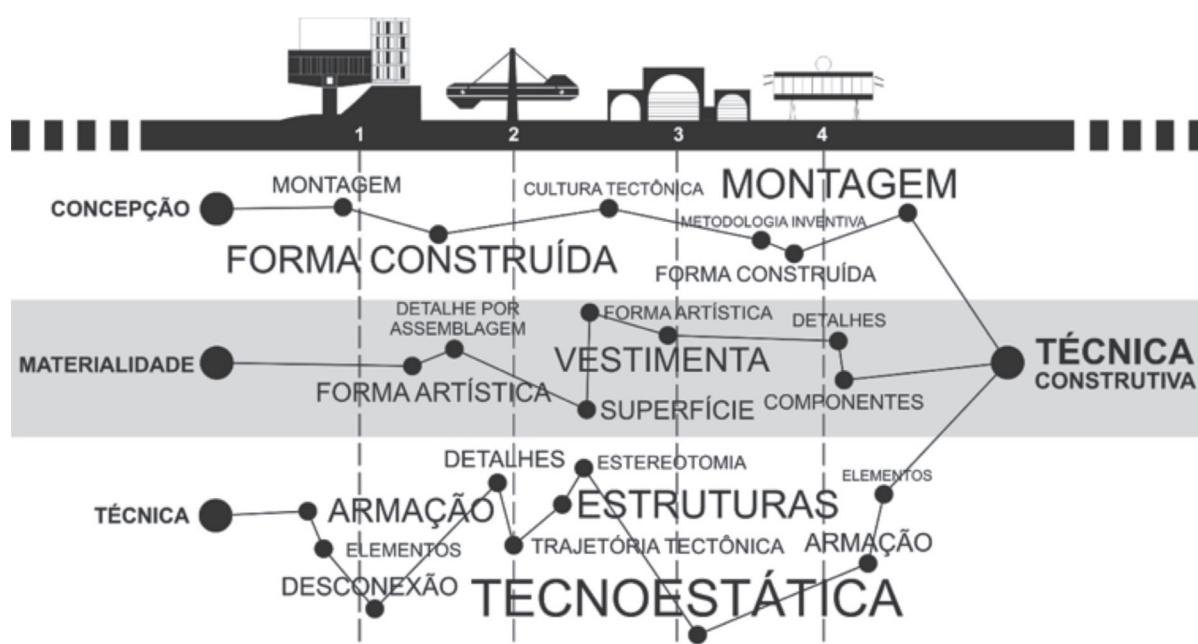 1 2 3 4
MONTAGEM
CULTURA TECTÔNICA
MONTAGEM
CONCEPÇÃO
METODOLOGIA INVENTIVA
FORMA CONSTRUÍDA
FORMA CONSTRUÍDA
DETALHE POR
ASSEMBLAGEM
FORMA ARTÍSTICA
DETALHES
VESTIMENTA
TÉCNICA
CONSTRUTIVA
MATERIALIDADE
FORMA ARTÍSTICA
SUPERFÍCIE
COMPONENTES
DETALHES
ESTEREOTOMIA
ELEMENTOS
TÉCNICA
ARMAÇÃO
ESTRUTURAS
ELEMENTOS
TRAJETÓRIA TECTÔNICA
ARMAÇÃO
DESCONEXÃO
TECNOESTÁTICA